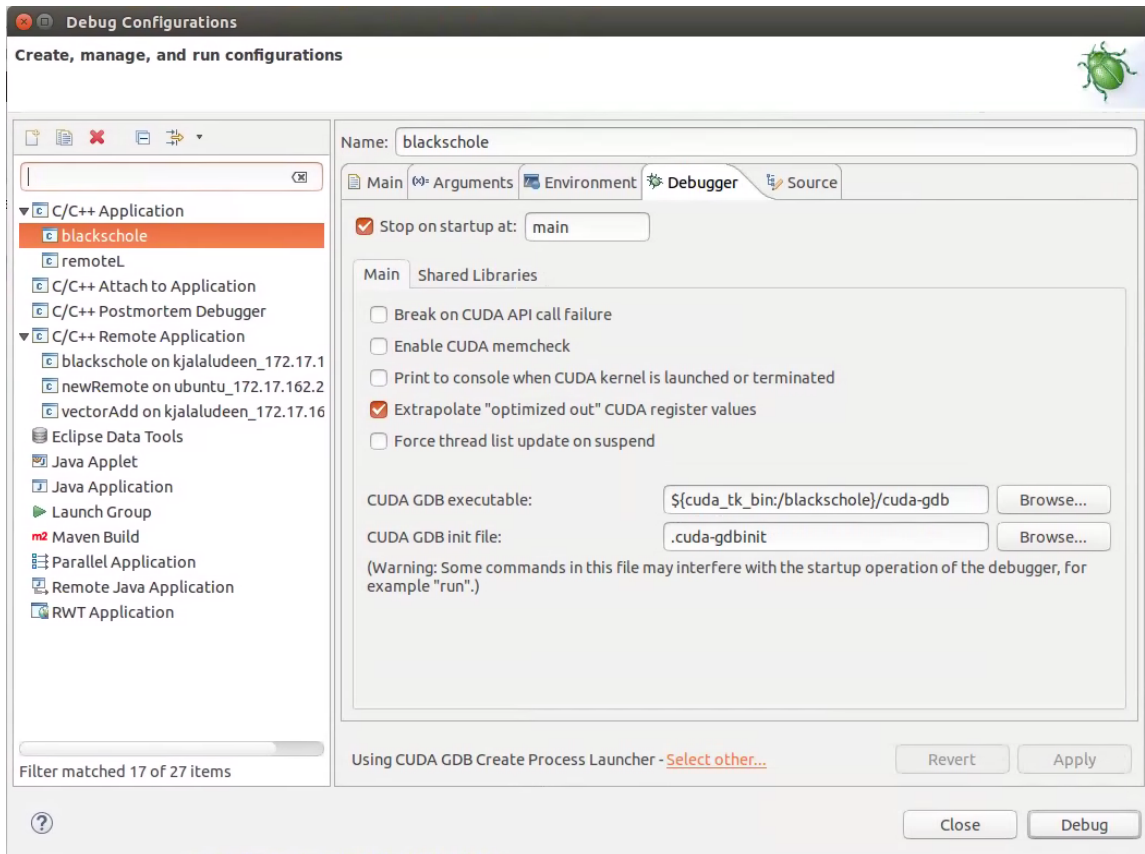 Debug Configurations
Create, manage, and run configurations
Name: blackschole
Main (x)= Arguments Environment Debugger Source
C/C++ Application
blackschole
remoteL
C/C++ Attach to Application
C/C++ Postmortem Debugger
C/C++ Remote Application
blackschole on kjalaludeen_172.17.1
newRemote on ubuntu_172.17.162.2
vectorAdd on kjalaludeen_172.17.16
Eclipse Data Tools
Java Applet
Java Application
Launch Group
m2 Maven Build
Parallel Application
Remote Java Application
RWT Application
Filter matched 17 of 27 items
Stop on startup at: main
Main Shared Libraries
Break on CUDA API call failure
Enable CUDA memcheck
Print to console when CUDA kernel is launched or terminated
Extrapolate "optimized out" CUDA register values
Force thread list update on suspend
CUDA GDB executable: ${cuda_tk_bin:/blackschole}/cuda-gdb Browse...
CUDA GDB init file: .cuda-gdbinit Browse...
(Warning: Some commands in this file may interfere with the startup operation of the debugger, for
example "run".)
Using CUDA GDB Create Process Launcher - Select other... Revert Apply
? Close Debug